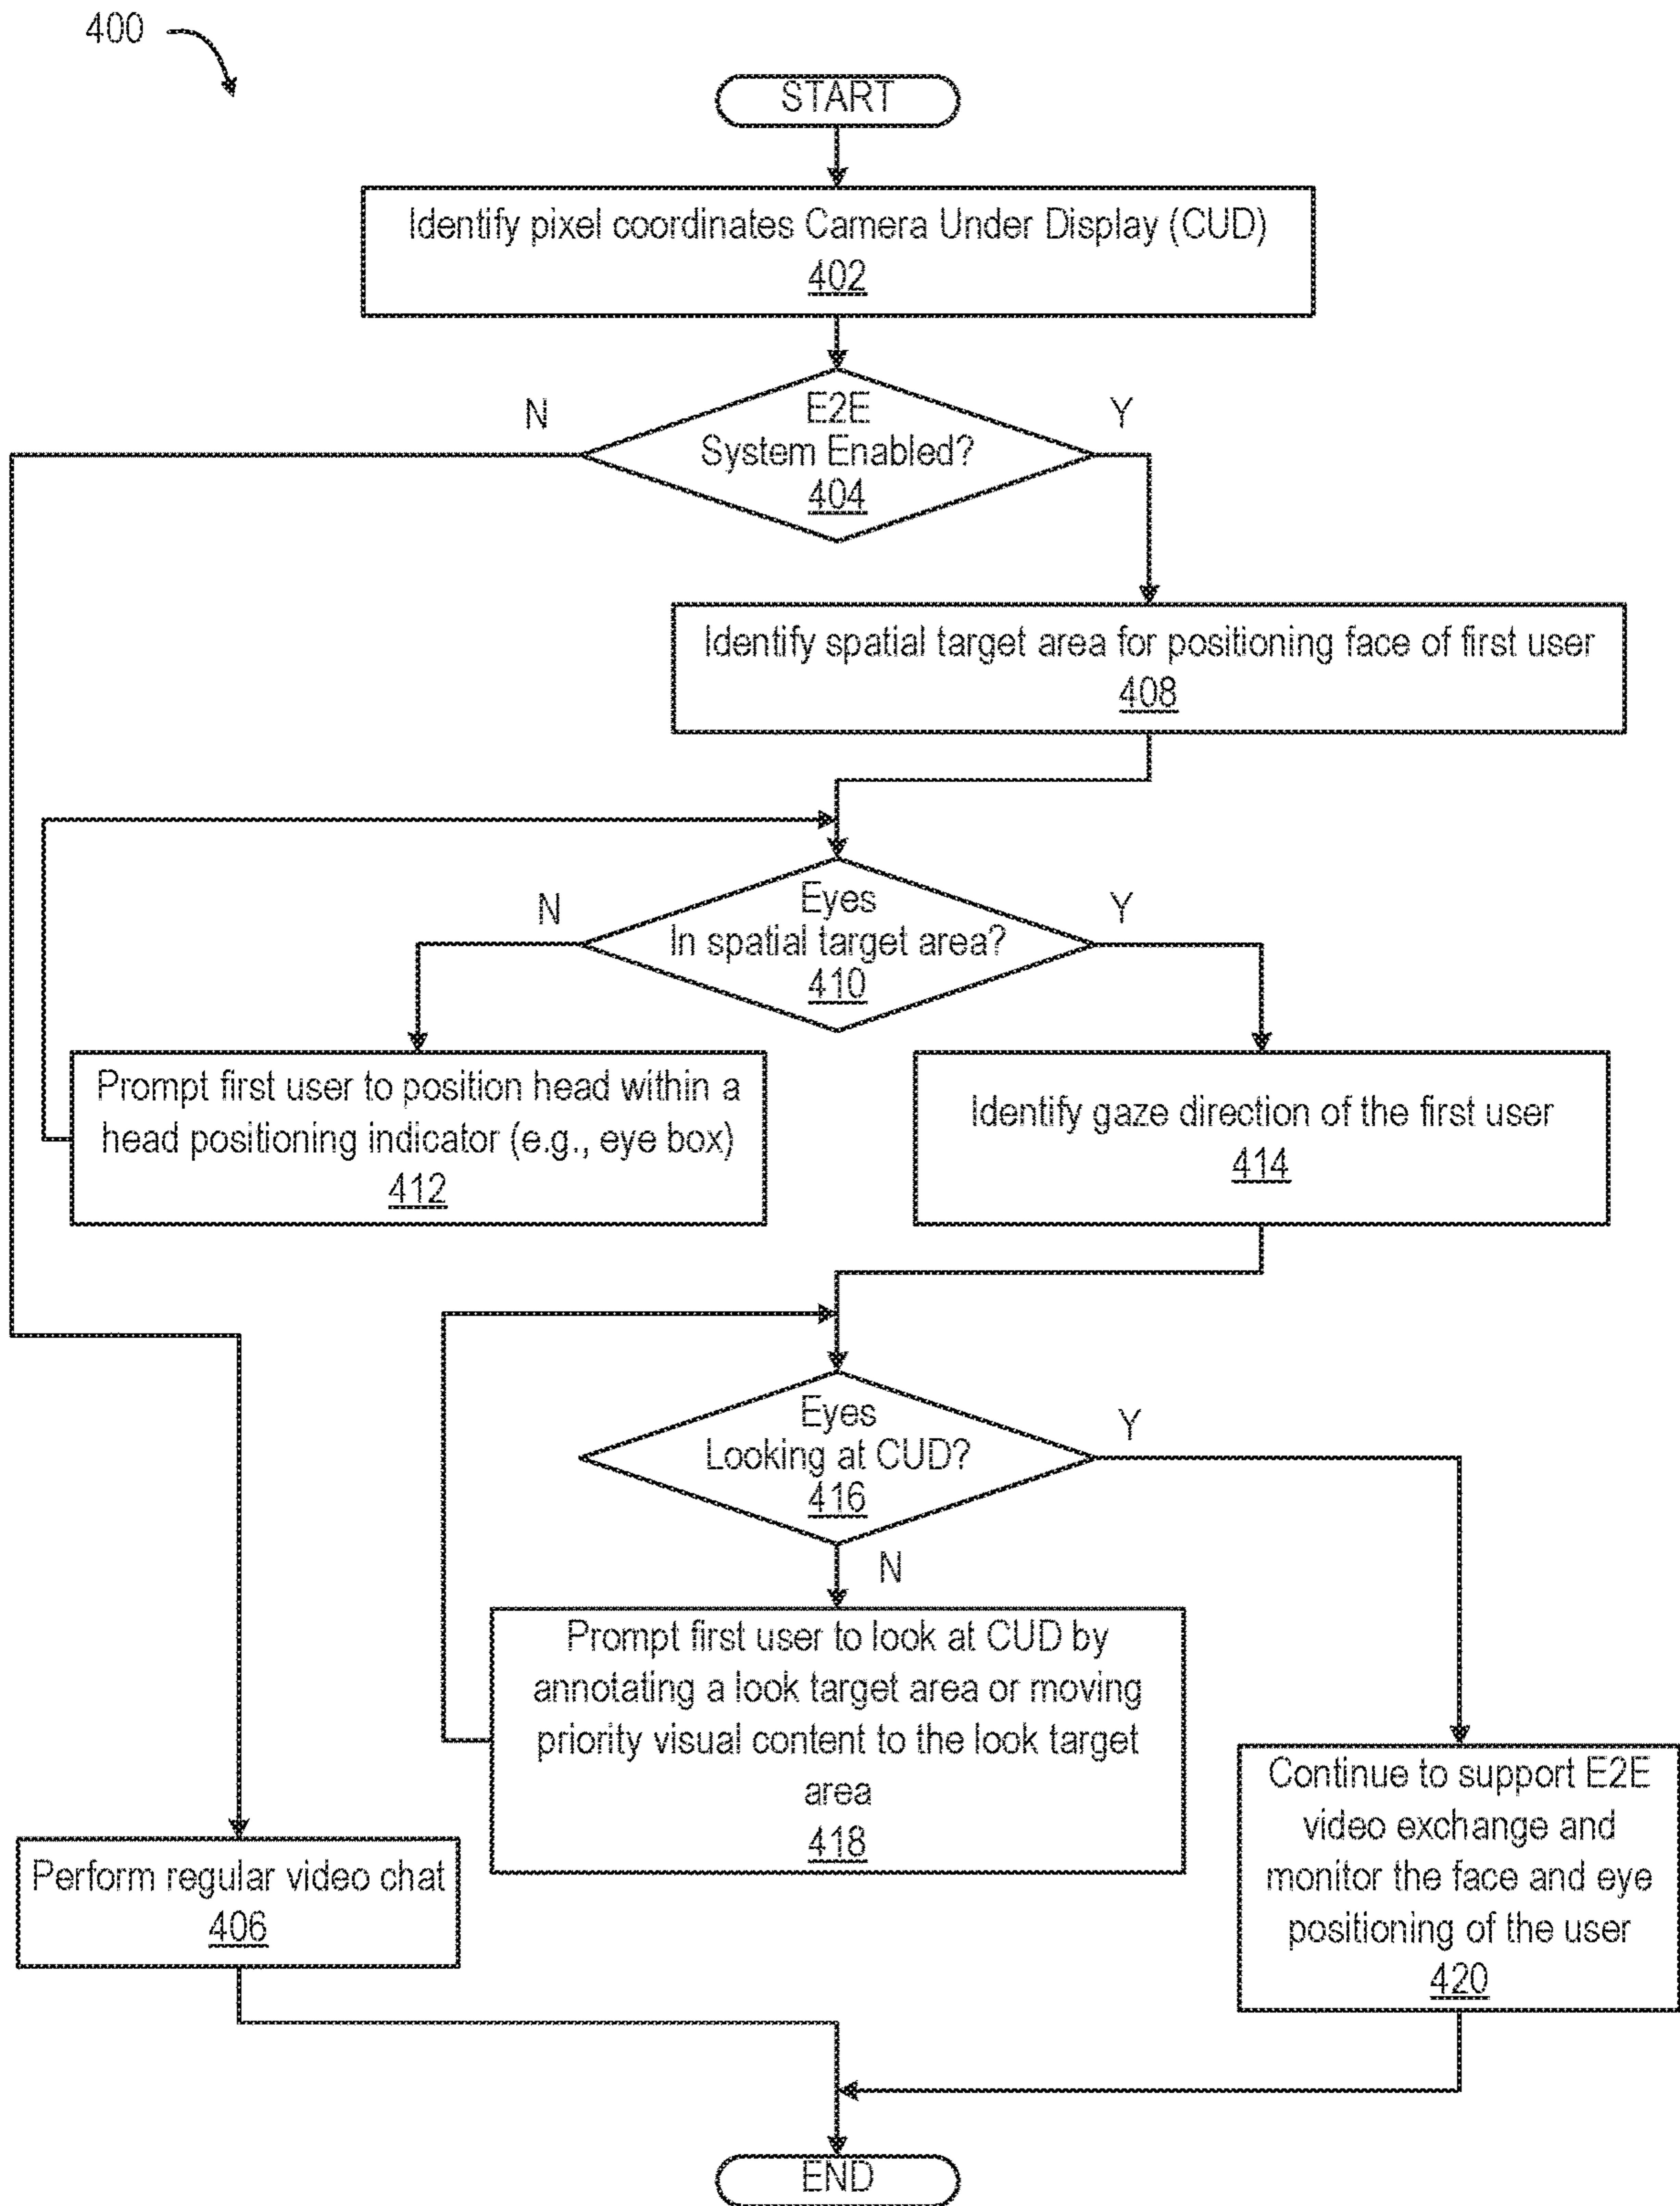 400
START
Identify pixel coordinates Camera Under Display (CUD)
402
N
Y
E2E
System Enabled?
404
Identify spatial target area for positioning face of first user
408
N
Y
Eyes
In spatial target area?
410
Prompt first user to position head within a
head positioning indicator (e.g., eye box)
412
Identify gaze direction of the first user
414
Eyes
Looking at CUD?
416
Y
N
Prompt first user to look at CUD by
annotating a look target area or moving
priority visual content to the look target
area
418
Continue to support E2E
video exchange and
monitor the face and eye
positioning of the user
420
Perform regular video chat
406
END